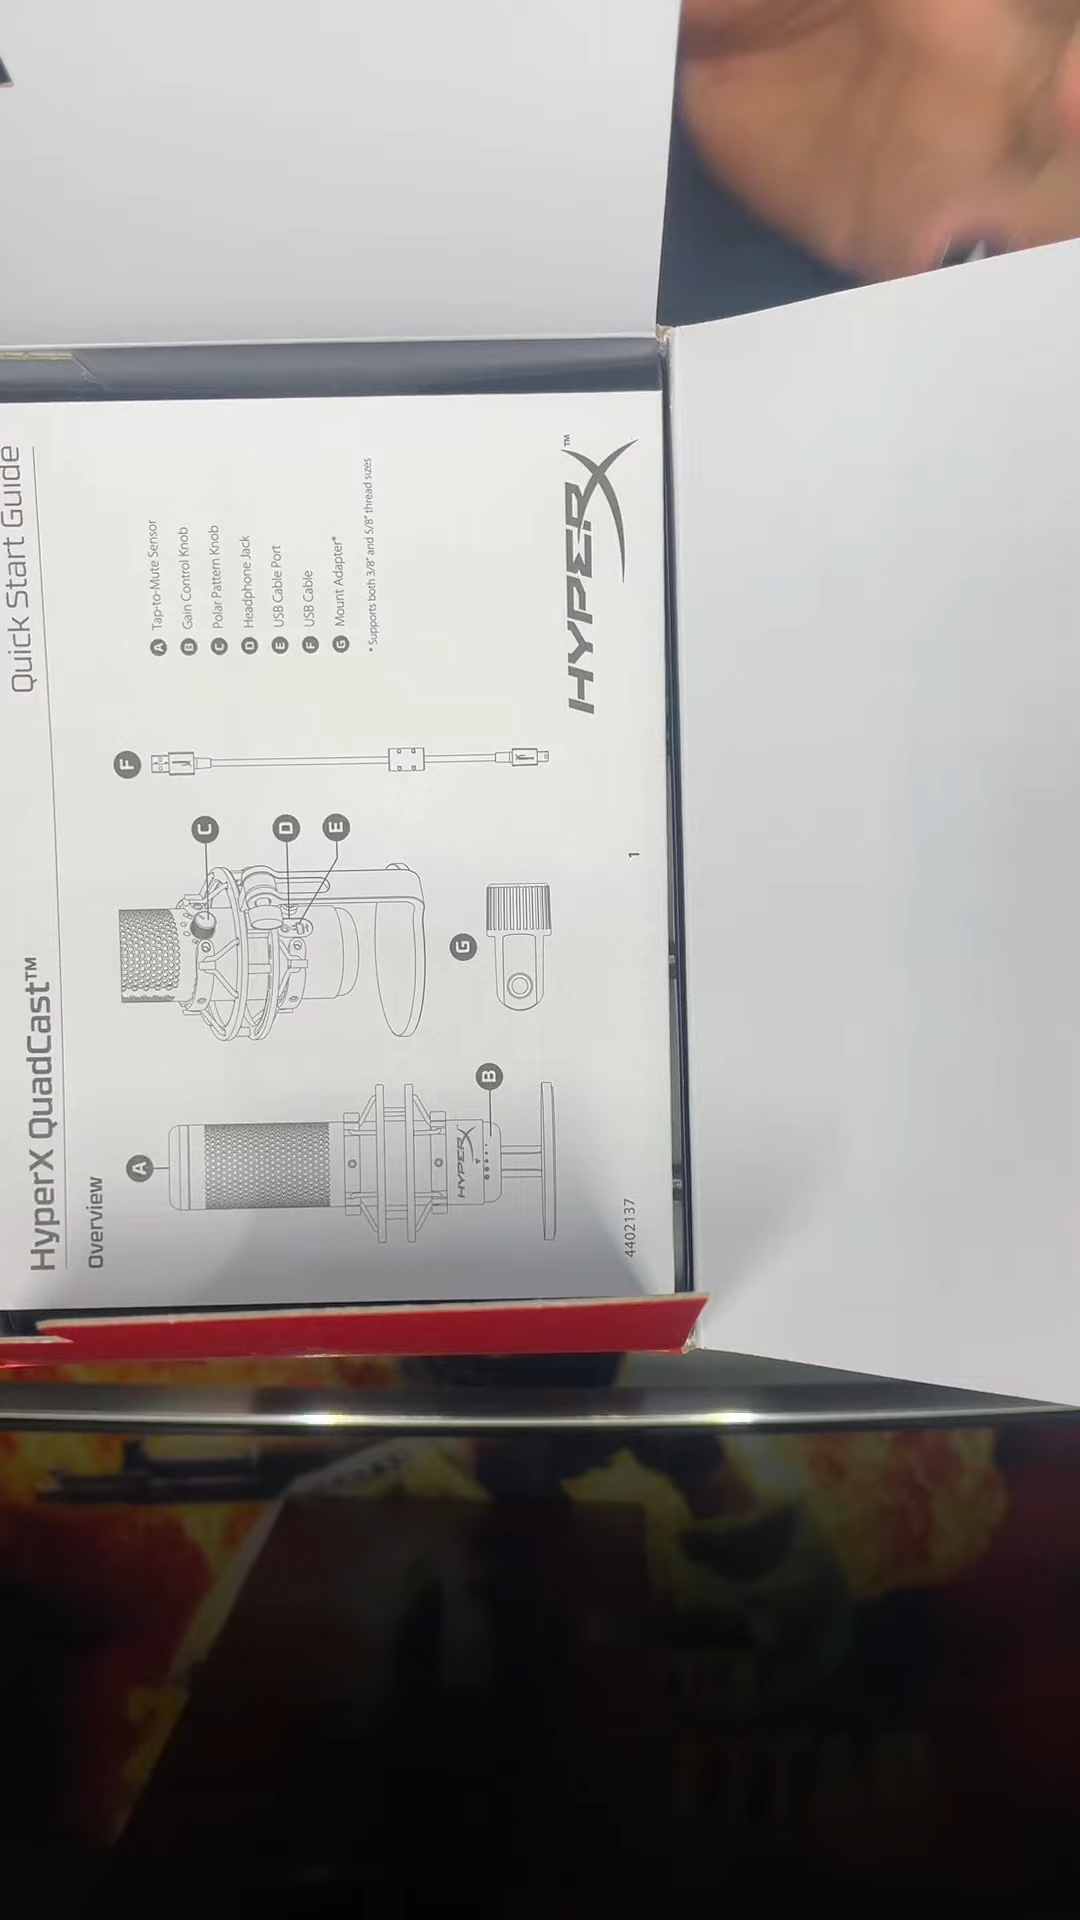 HyperX QuadCast™
Quick Start Guide
Overview
A
B
C
D
E
F
G
HYPERX
A Tap-to-Mute Sensor
B Gain Control Knob
C Polar Pattern Knob
D Headphone Jack
E USB Cable Port
F USB Cable
G Mount Adapter*
* Supports both 3/8" and 5/8" thread sizes
HYPERX™
4402137
1